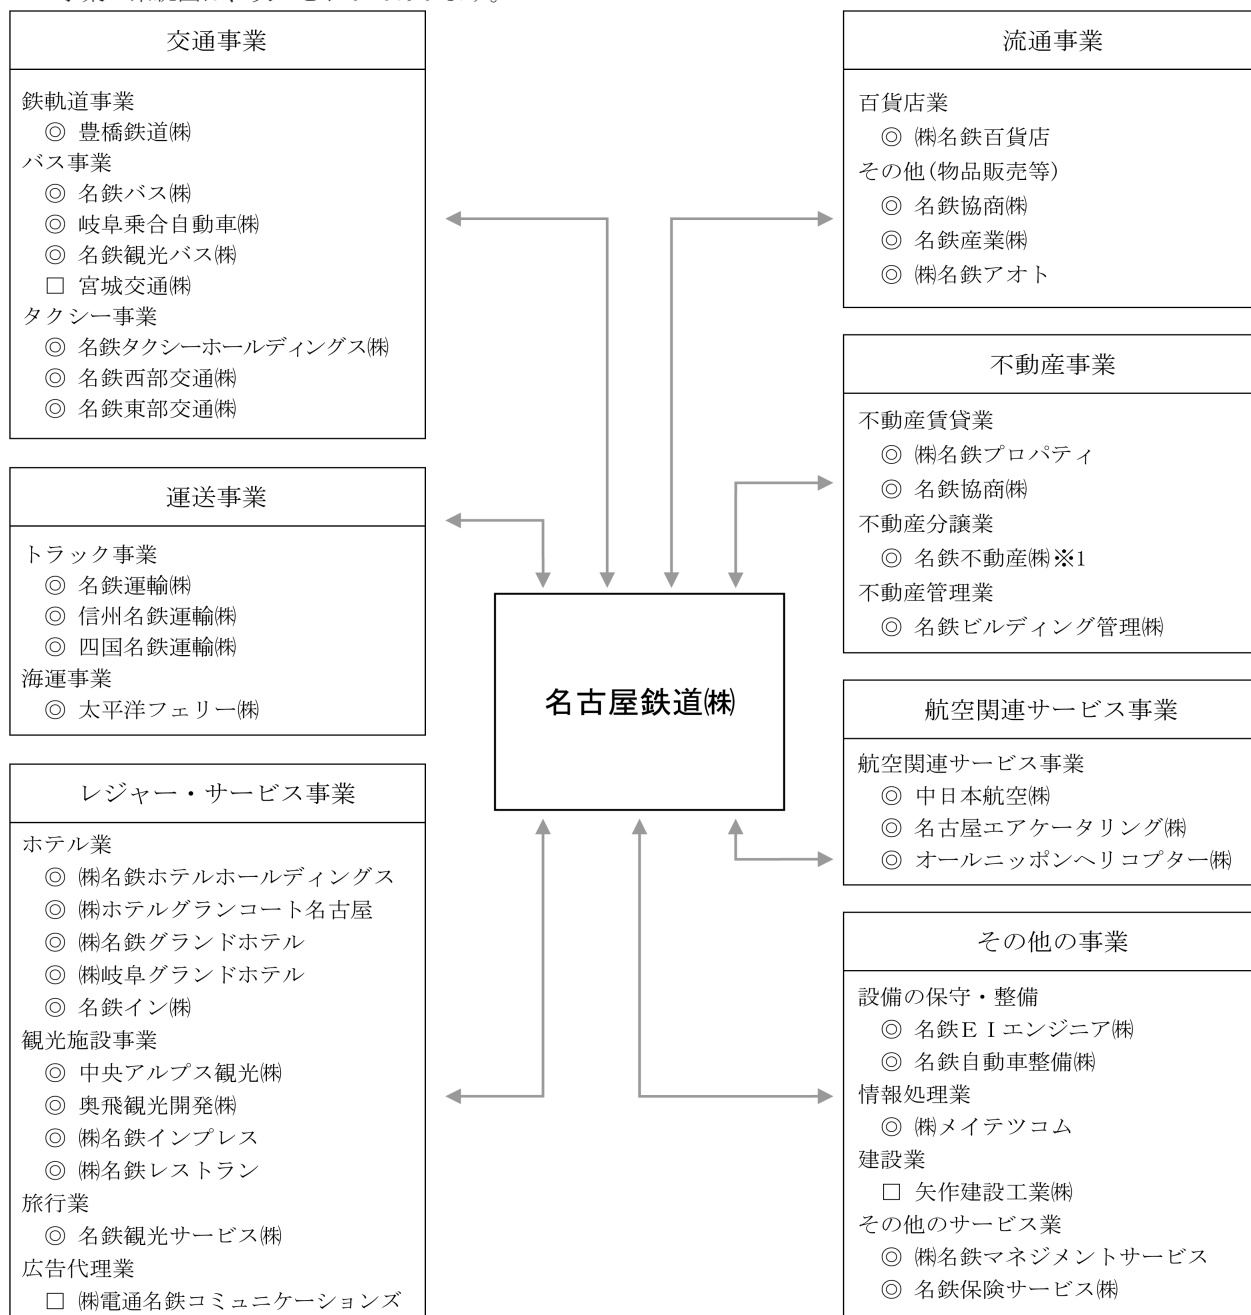 交通事業
鉄軌道事業
◎ 豊橋鉄道㈱
バス事業
◎ 名鉄バス㈱
◎ 岐阜乗合自動車㈱
◎ 名鉄観光バス㈱
□ 宮城交通㈱
タクシー事業
◎ 名鉄タクシーホールディングス㈱
◎ 名鉄西部交通㈱
◎ 名鉄東部交通㈱
運送事業
トラック事業
◎ 名鉄運輸㈱
◎ 信州名鉄運輸㈱
◎ 四国名鉄運輸㈱
海運事業
◎ 太平洋フェリー㈱
レジャー・サービス事業
ホテル業
◎ ㈱名鉄ホテルホールディングス
◎ ㈱ホテルグランコート名古屋
◎ ㈱名鉄グランドホテル
◎ ㈱岐阜グランドホテル
◎ 名鉄イン㈱
観光施設事業
◎ 中央アルプス観光㈱
◎ 奥飛観光開発㈱
◎ ㈱名鉄インプレス
◎ ㈱名鉄レストラン
旅行業
◎ 名鉄観光サービス㈱
広告代理業
□ ㈱電通名鉄コミュニケーションズ
名古屋鉄道㈱
流通事業
百貨店業
◎ ㈱名鉄百貨店
その他(物品販売等)
◎ 名鉄協商㈱
◎ 名鉄産業㈱
◎ ㈱名鉄アオト
不動産事業
不動産賃貸業
◎ ㈱名鉄プロパティ
◎ 名鉄協商㈱
不動産分譲業
◎ 名鉄不動産㈱※1
不動産管理業
◎ 名鉄ビルディング管理㈱
航空関連サービス事業
航空関連サービス事業
◎ 中日本航空㈱
◎ 名古屋エアケータリング㈱
◎ オールニッポンヘリコプター㈱
その他の事業
設備の保守・整備
◎ 名鉄ＥＩエンジニア㈱
◎ 名鉄自動車整備㈱
情報処理業
◎ ㈱メイテツコム
建設業
□ 矢作建設工業㈱
その他のサービス業
◎ ㈱名鉄マネジメントサービス
◎ 名鉄保険サービス㈱